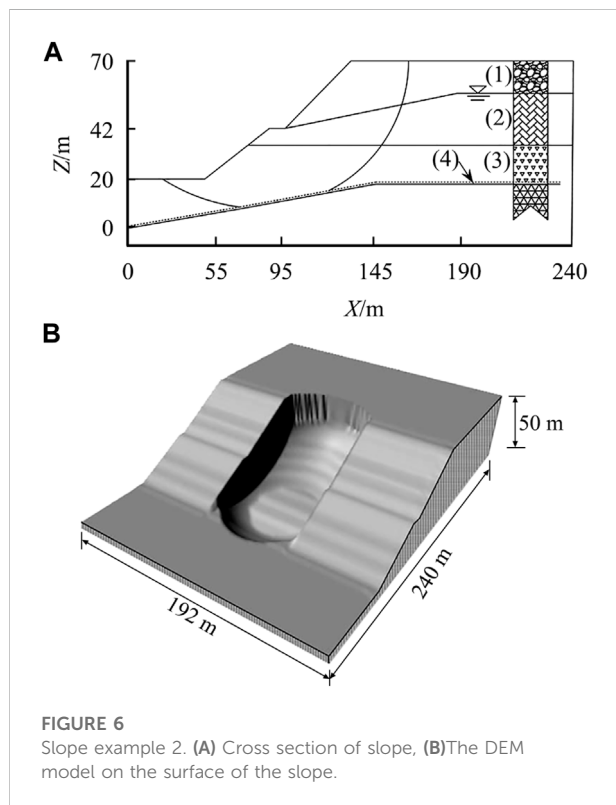 A
70
42
20
0
Z/m
(1)
(2)
(3)
(4)
0 55 95 145 190 240
X/m
B
50 m
240 m
192 m
FIGURE 6
Slope example 2. (A) Cross section of slope, (B)The DEM
model on the surface of the slope.